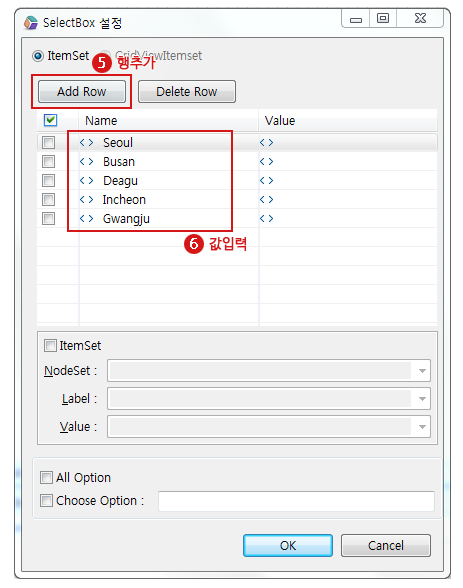 SelectBox 설정
ItemSet GridViewItemset
5 행추가
Add Row Delete Row
Name Value
<> Seoul <>
<> Busan <>
<> Deagu <>
<> Incheon <>
<> Gwangju <>
6 값입력
ItemSet
NodeSet :
Label :
Value :
All Option
Choose Option :
OK Cancel